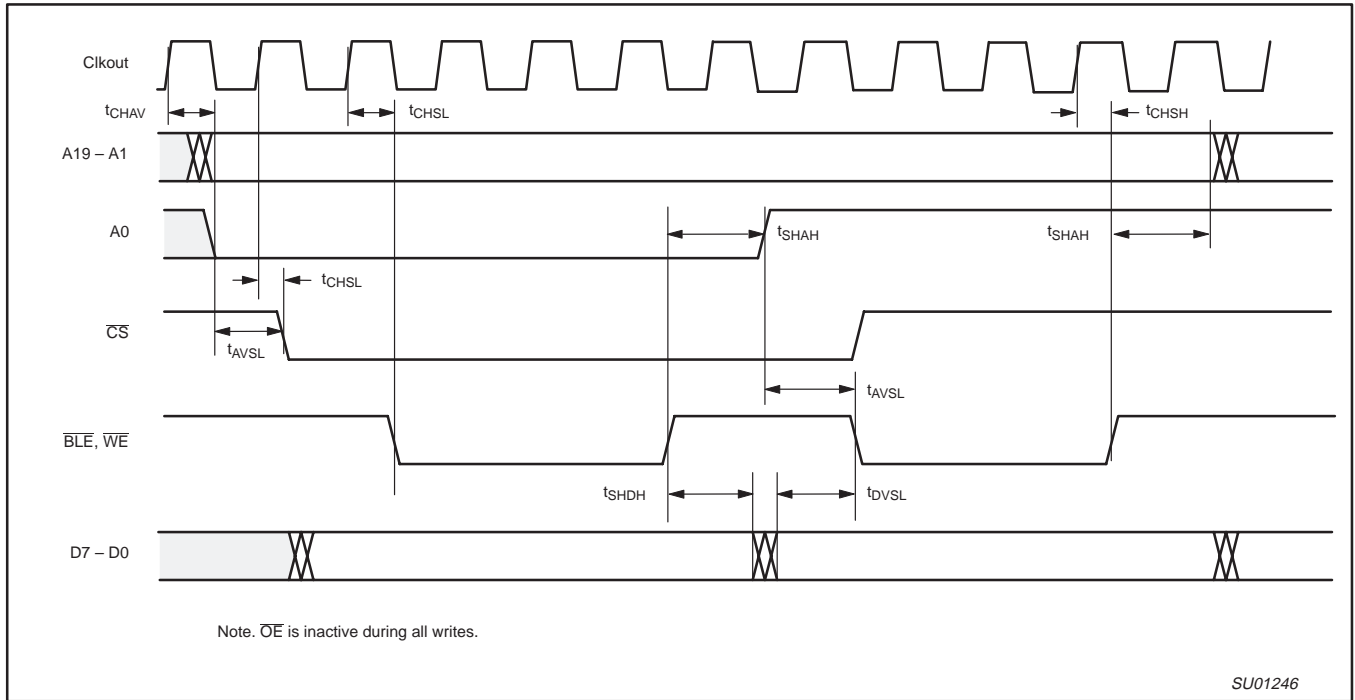 Clkout
tCHAV
tCHSL
tCHSH
A19 – A1
A0
tSHAH
tSHAH
tCHSL
CS
tAVSL
tAVSL
BLE, WE
tSHDH
tDVSL
D7 – D0
Note. OE is inactive during all writes.
SU01246